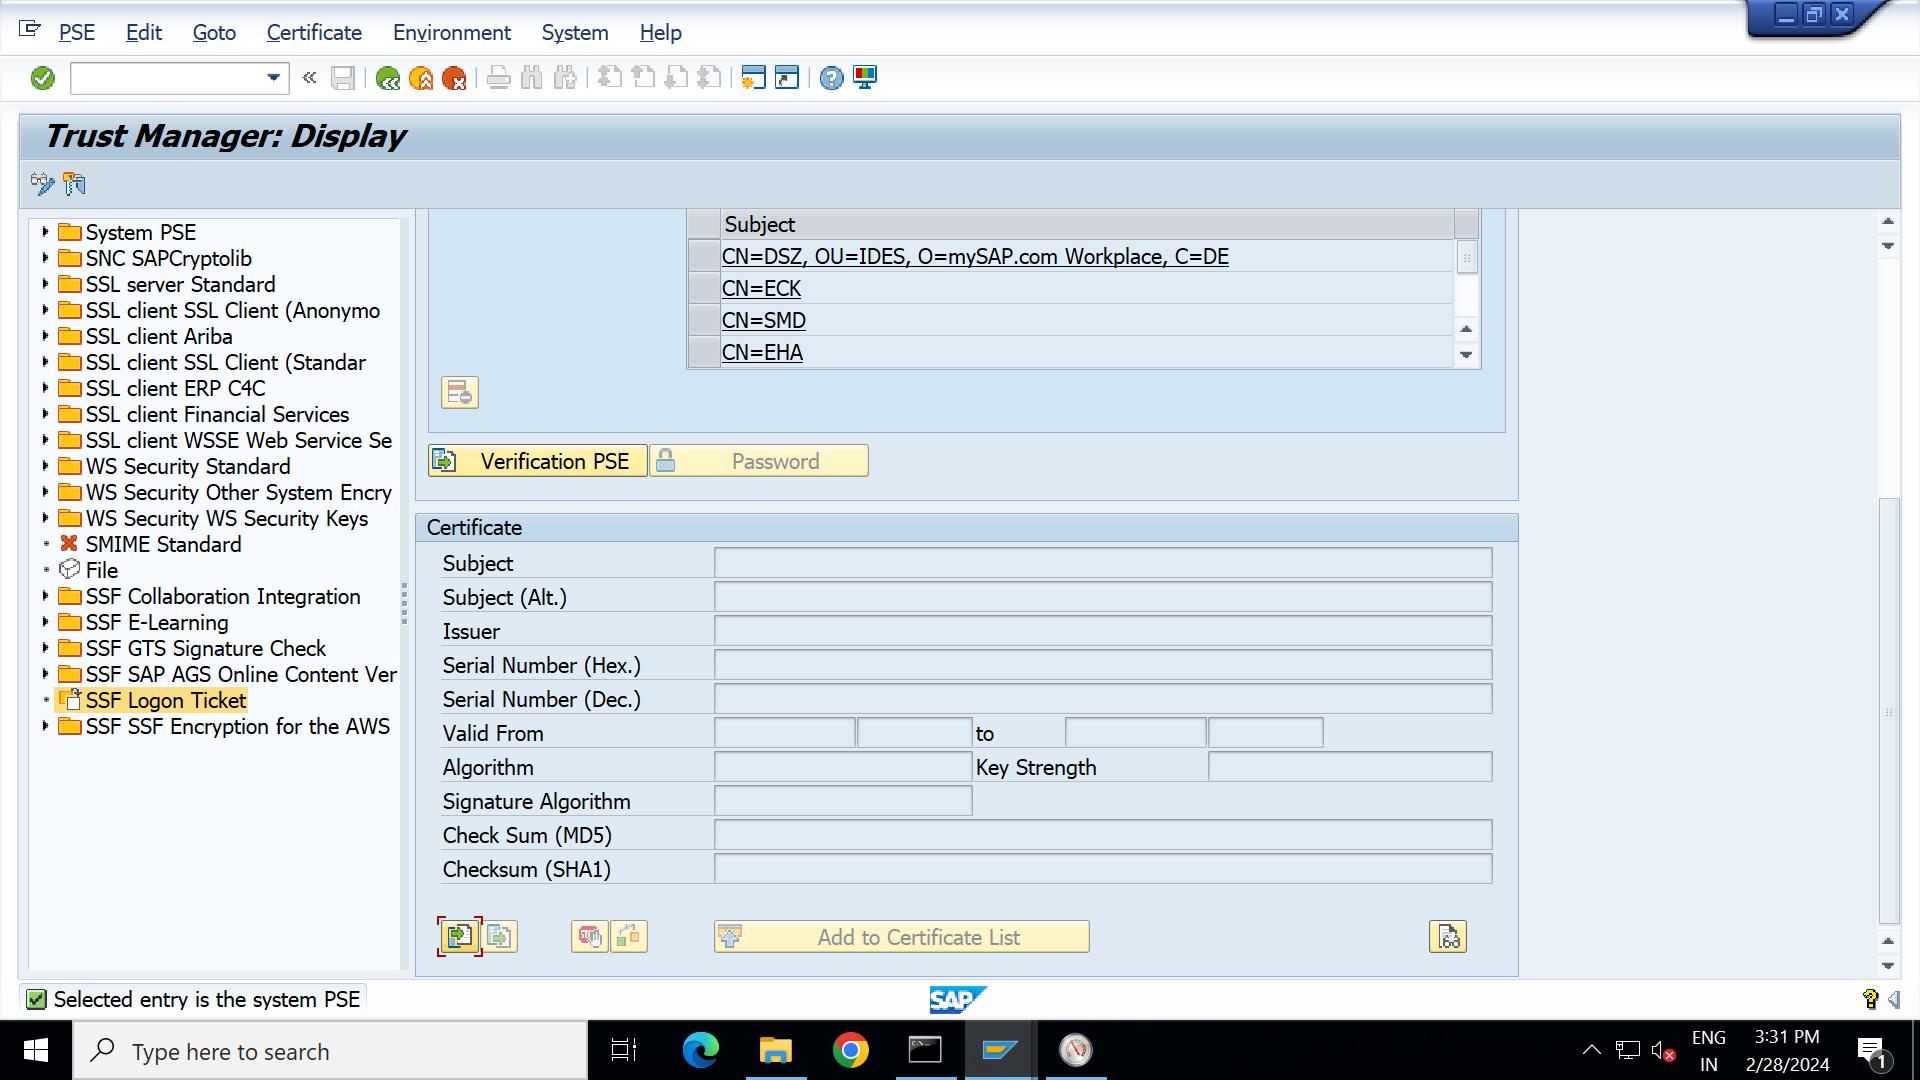 PSE Edit Goto Certificate Environment System Help
Trust Manager: Display
System PSE
SNC SAPCryptolib
SSL server Standard
SSL client SSL Client (Anonymo
SSL client Ariba
SSL client SSL Client (Standar
SSL client ERP C4C
SSL client Financial Services
SSL client WSSE Web Service Se
WS Security Standard
WS Security Other System Encry
WS Security WS Security Keys
SMIME Standard
File
SSF Collaboration Integration
SSF E-Learning
SSF GTS Signature Check
SSF SAP AGS Online Content Ver
SSF Logon Ticket
SSF SSF Encryption for the AWS
Subject
CN=DSZ, OU=IDES, O=mySAP.com Workplace, C=DE
CN=ECK
CN=SMD
CN=EHA
Verification PSE Password
Certificate
Subject
Subject (Alt.)
Issuer
Serial Number (Hex.)
Serial Number (Dec.)
Valid From to
Algorithm Key Strength
Signature Algorithm
Check Sum (MD5)
Checksum (SHA1)
Add to Certificate List
Selected entry is the system PSE
SAP
Type here to search
ENG
IN
3:31 PM
2/28/2024
1